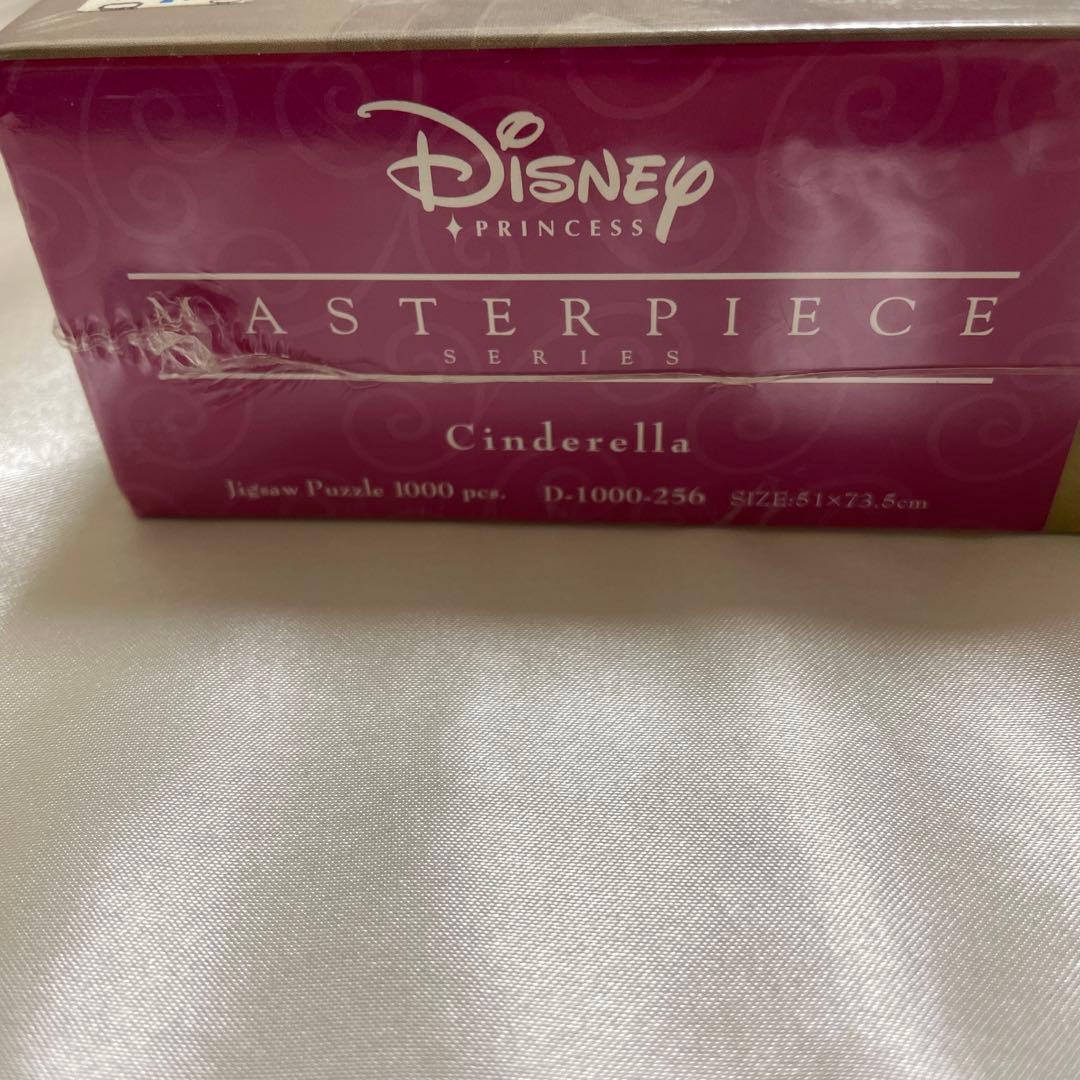 Disney
PRINCESS
MASTERPIECE
SERIES
Cinderella
Jigsaw Puzzle 1000 pcs. D-1000-256 SIZE:51×73.5cm